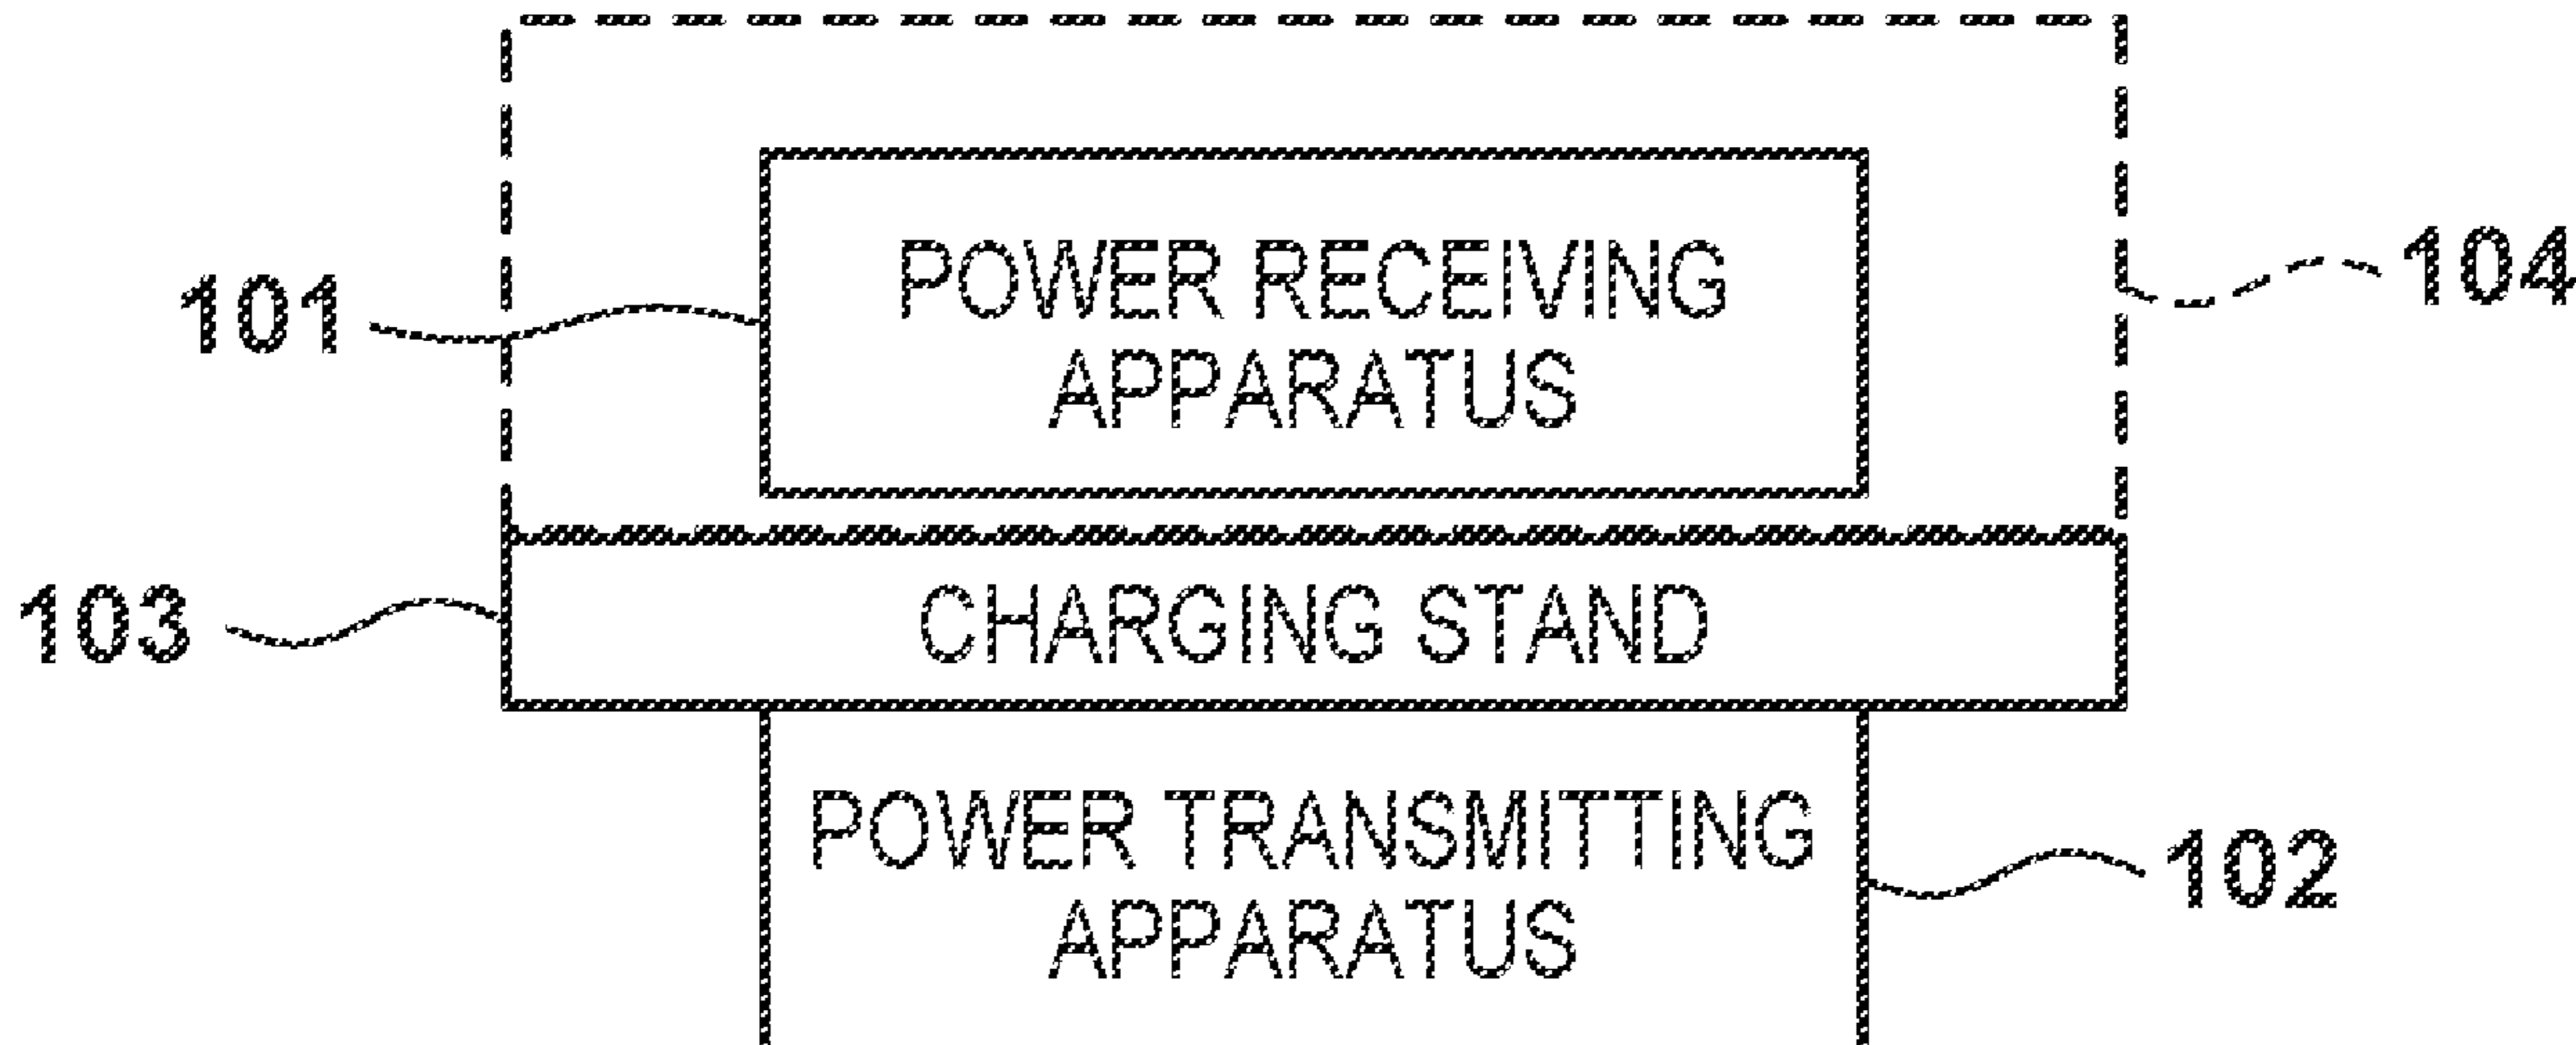 POWER RECEIVING
APPARATUS
101
104
CHARGING STAND
103
POWER TRANSMITTING
APPARATUS
102